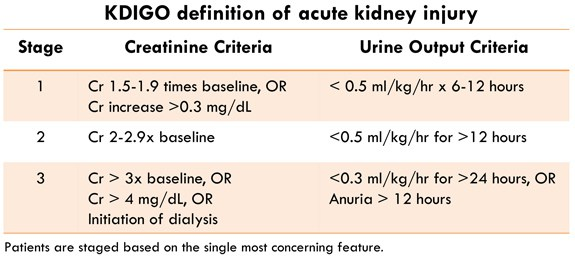 KDIGO definition of acute kidney injury
Stage Creatinine Criteria Urine Output Criteria
1 Cr 1.5-1.9 times baseline, OR < 0.5 ml/kg/hr x 6-12 hours
Cr increase >0.3 mg/dL
2 Cr 2-2.9x baseline <0.5 ml/kg/hr for >12 hours
3 Cr > 3x baseline, OR <0.3 ml/kg/hr for >24 hours, OR
Cr > 4 mg/dL, OR Anuria > 12 hours
Initiation of dialysis
Patients are staged based on the single most concerning feature.